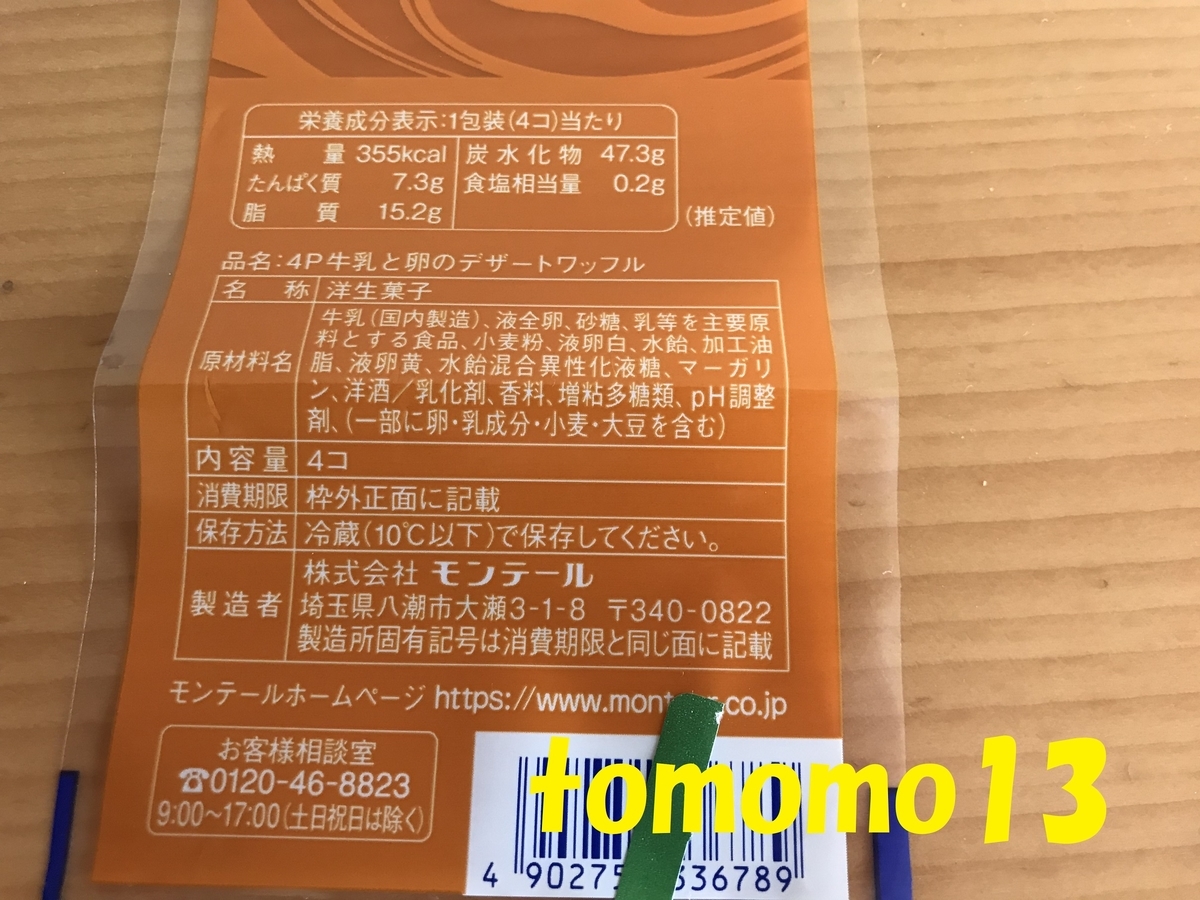 栄養成分表示:1包装(4コ)当たり
熱量 355kcal 炭水化物 47.3g
たんぱく質 7.3g 食塩相当量 0.2g
脂質 15.2g
(推定値)
品名:4P牛乳と卵のデザートワッフル
名称 洋生菓子
原材料名 牛乳(国内製造)、液全卵、砂糖、乳等を主要原
料とする食品、小麦粉、液卵白、水飴、加工油
脂、液卵黄、水飴混合異性化液糖、マーガリ
ン、洋酒/乳化剤、香料、増粘多糖類、pH調整
剤、(一部に卵・乳成分・小麦・大豆を含む)
内容量 4コ
消費期限 枠外正面に記載
保存方法 冷蔵(10℃以下)で保存してください。
製造者 株式会社 モンテール
埼玉県八潮市大瀬3-1-8 〒340-0822
製造所固有記号は消費期限と同じ面に記載
モンテールホームページ https://www.mont .co.jp
お客様相談室
☎0120-46-8823
9:00~17:00(土日祝日は除く)
tomomo13
4 90275 336789